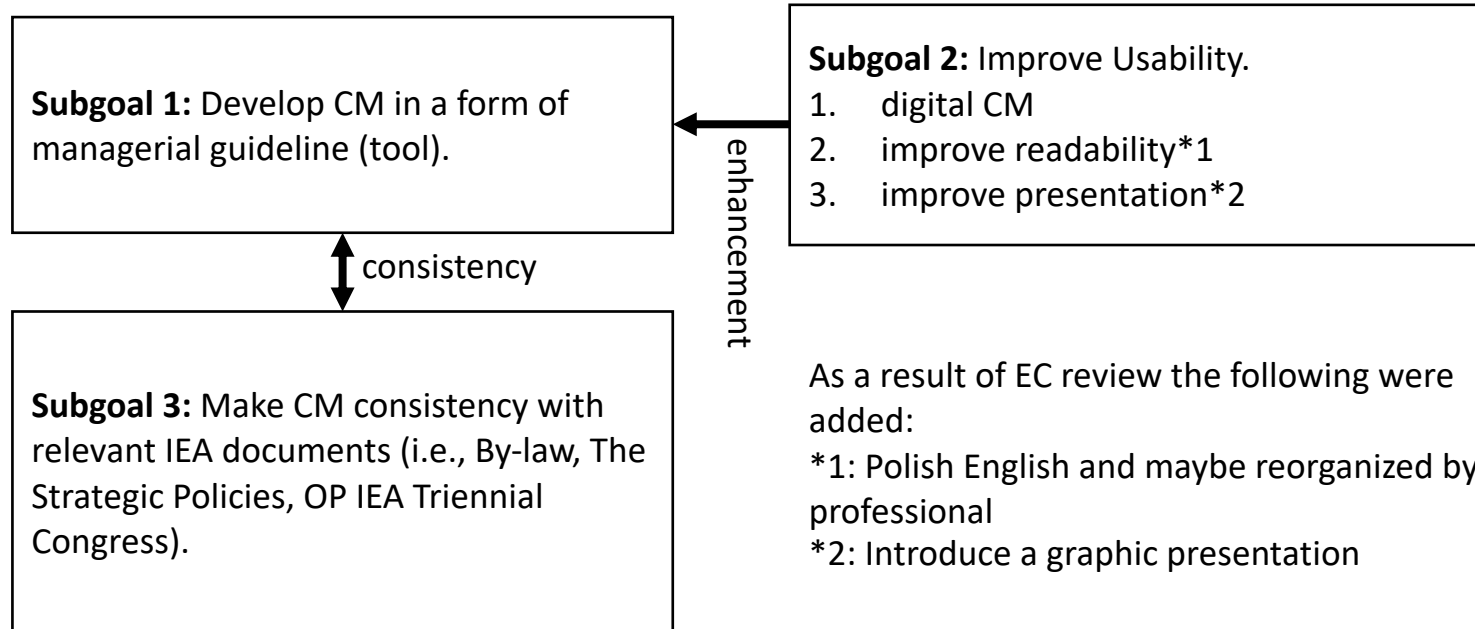 Subgoal 1: Develop CM in a form of
managerial guideline (tool).
Subgoal 2: Improve Usability.
1. digital CM
2. improve readability*1
3. improve presentation*2
enhancement
consistency
Subgoal 3: Make CM consistency with
relevant IEA documents (i.e., By-law, The
Strategic Policies, OP IEA Triennial
Congress).
As a result of EC review the following were
added:
*1: Polish English and maybe reorganized by
professional
*2: Introduce a graphic presentation